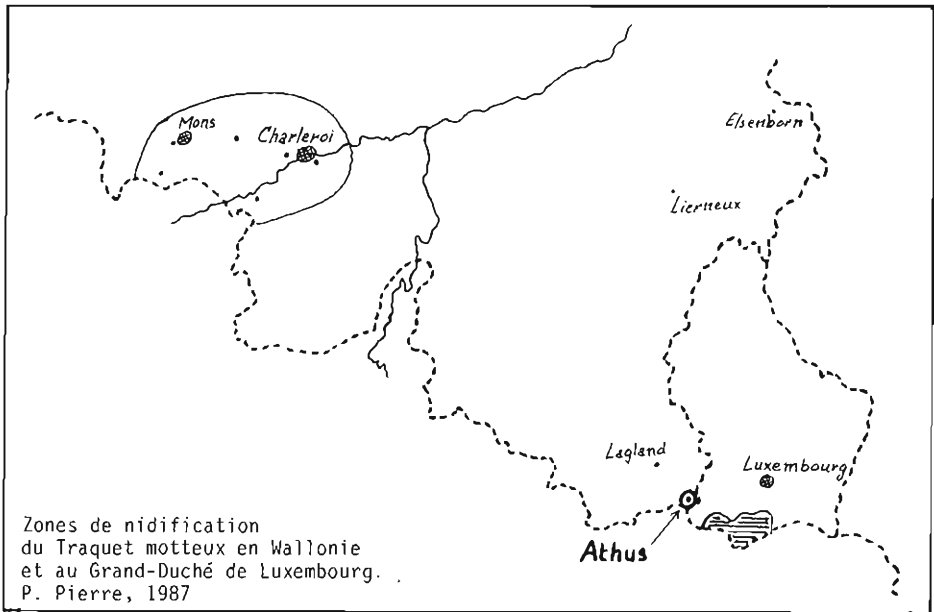 Mons
Charleroi
Elsenborn
Lierneux
Lagland
Luxembourg
Athus
Zones de nidification
du Traquet motteux en Wallonie
et au Grand-Duché de Luxembourg.
P. Pierre, 1987